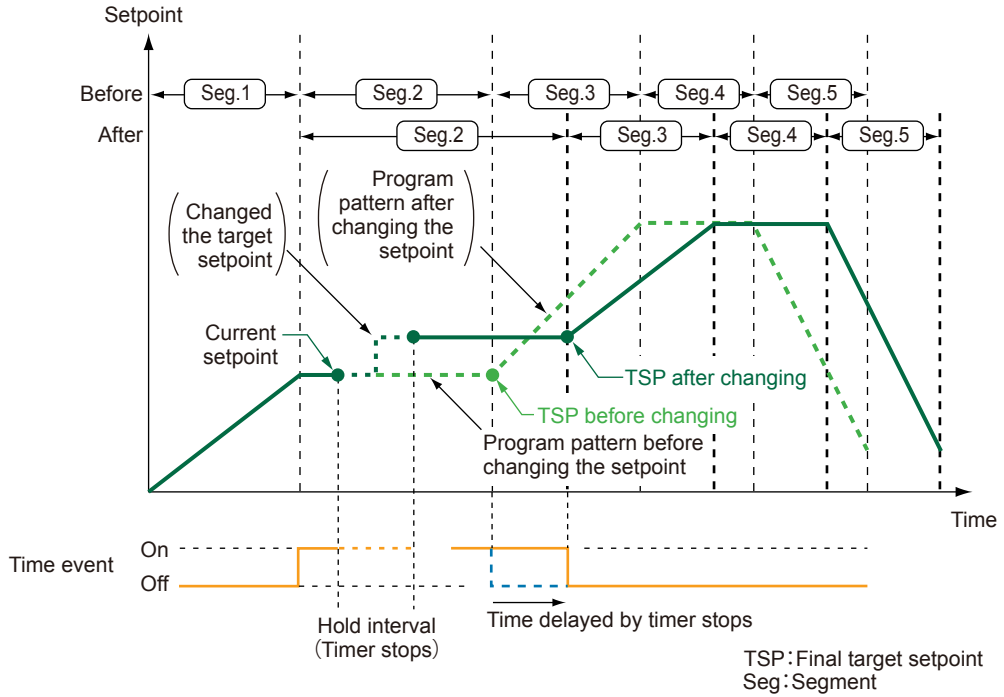 Setpoint
Before
Seg.1
Seg.2
Seg.3
Seg.4
Seg.5
After
Seg.2
Seg.3
Seg.4
Seg.5
Changed
the target
setpoint
Program
pattern after
changing the
setpoint
Current
setpoint
TSP after changing
TSP before changing
Program pattern before
changing the setpoint
Time
Time event
On
Off
Hold interval
(Timer stops)
Time delayed by timer stops
TSP:Final target setpoint
Seg:Segment